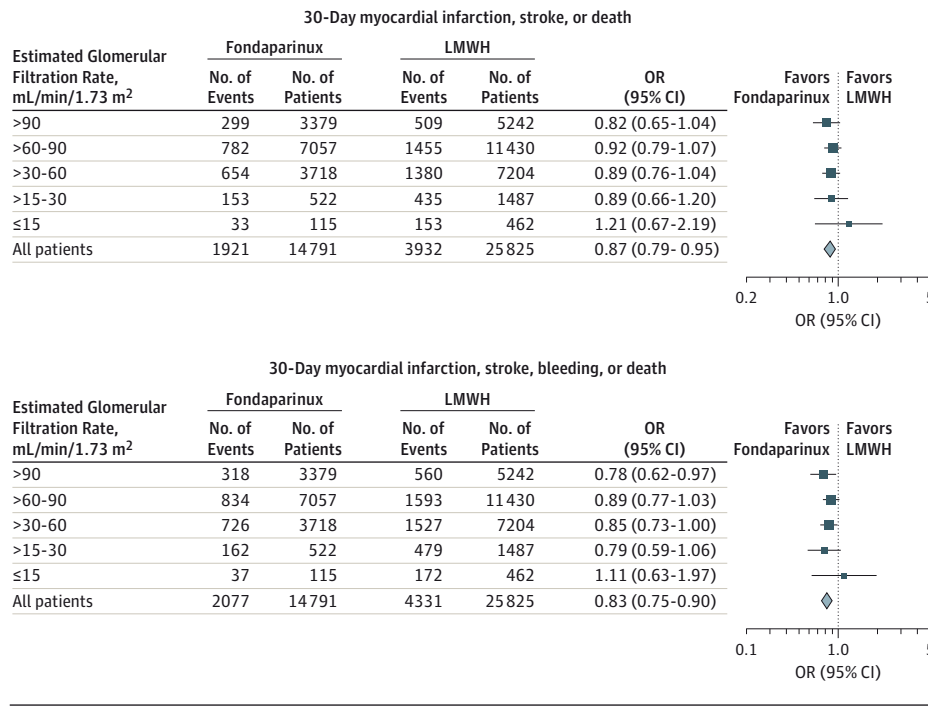 30-Day myocardial infarction, stroke, or death
Estimated Glomerular Filtration Rate, mL/min/1.73 m2
Fondaparinux LMWH
No. of Events No. of Patients No. of Events No. of Patients OR (95% CI) Favors Fondaparinux Favors LMWH
>90 299 3379 509 5242 0.82 (0.65-1.04)
>60-90 782 7057 1455 11430 0.92 (0.79-1.07)
>30-60 654 3718 1380 7204 0.89 (0.76-1.04)
>15-30 153 522 435 1487 0.89 (0.66-1.20)
≤15 33 115 153 462 1.21 (0.67-2.19)
All patients 1921 14791 3932 25825 0.87 (0.79- 0.95)
0.2 1.0
OR (95% CI)
30-Day myocardial infarction, stroke, bleeding, or death
Estimated Glomerular Filtration Rate, mL/min/1.73 m2
Fondaparinux LMWH
No. of Events No. of Patients No. of Events No. of Patients OR (95% CI) Favors Fondaparinux Favors LMWH
>90 318 3379 560 5242 0.78 (0.62-0.97)
>60-90 834 7057 1593 11430 0.89 (0.77-1.03)
>30-60 726 3718 1527 7204 0.85 (0.73-1.00)
>15-30 162 522 479 1487 0.79 (0.59-1.06)
≤15 37 115 172 462 1.11 (0.63-1.97)
All patients 2077 14791 4331 25825 0.83 (0.75-0.90)
0.1 1.0
OR (95% CI)